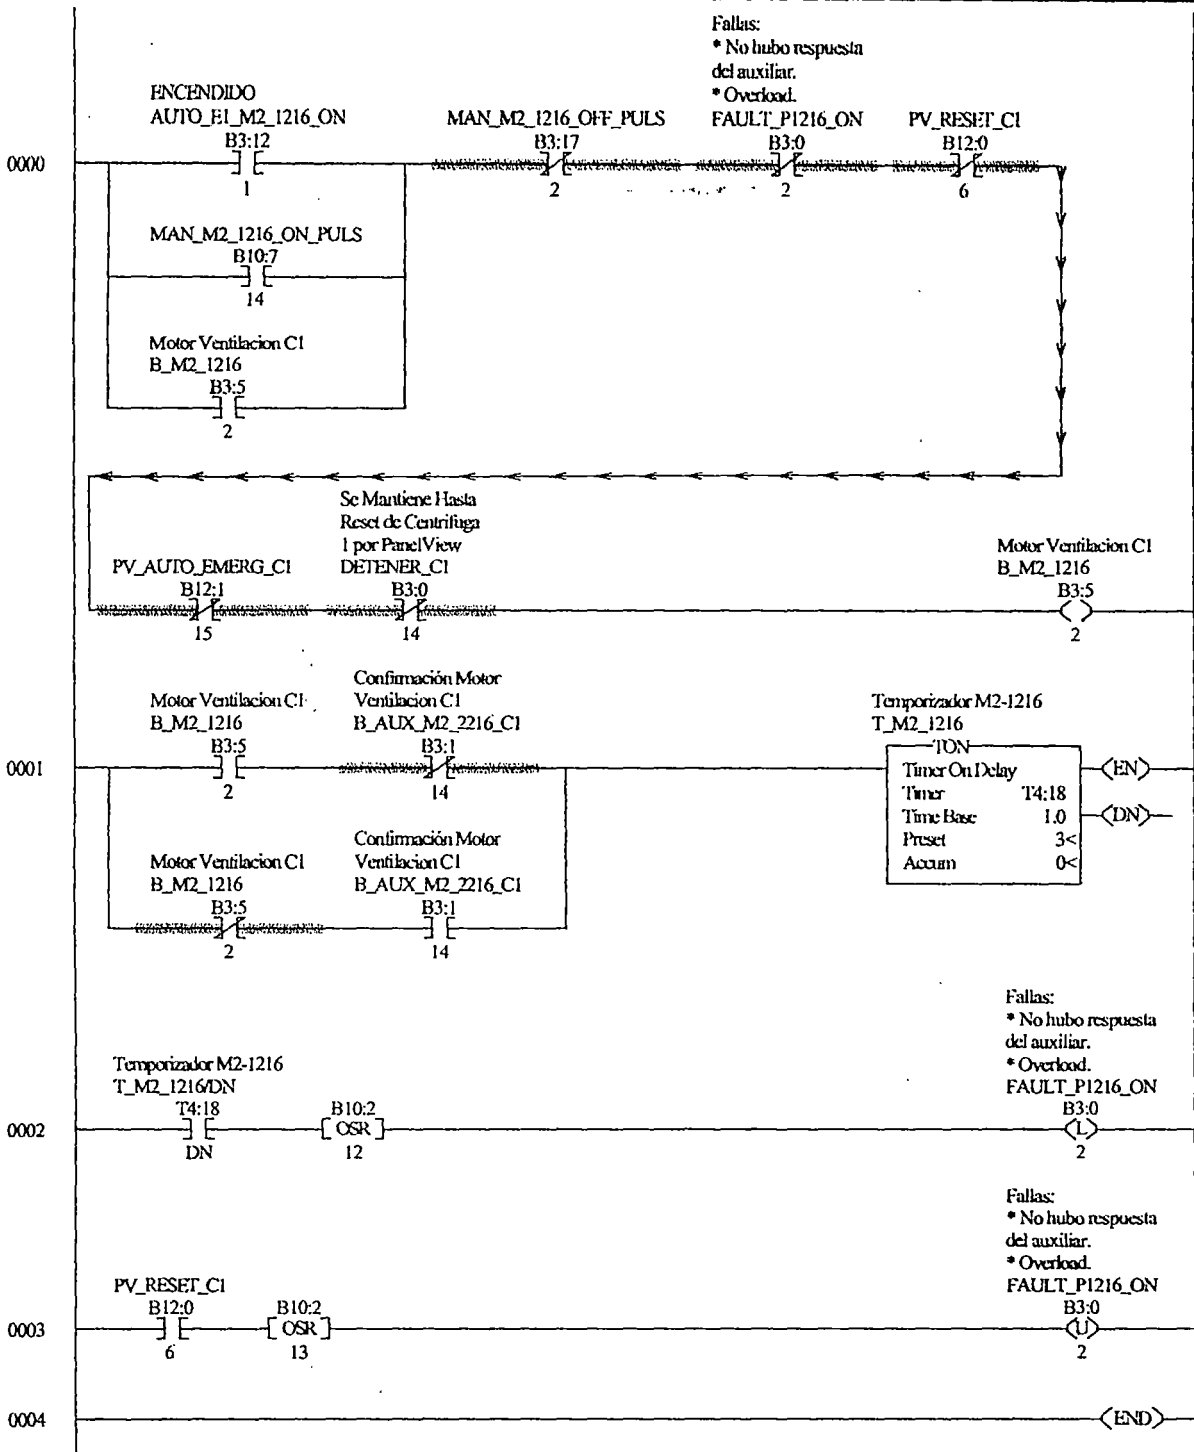 Fallas:
* No hubo respuesta
del auxiliar.
* Overload.
ENCENDIDO
AUTO_E1_M2_1216_ON
MAN_M2_1216_OFF_PULS
FAULT_P1216_ON
PV_RESET_C1
B3:12
B3:17
B3:0
B12:0
0000
1
2
2
6
MAN_M2_1216_ON_PULS
B10:7
14
Motor Ventilacion C1
B_M2_1216
B3:5
2
Se Mantiene Hasta
Reset de Centrifuga
1 por PanelView
PV_AUTO_EMERG_C1
DETENER_C1
B12:1
B3:0
15
14
Motor Ventilacion C1
B_M2_1216
B3:5
2
Motor Ventilacion C1
B_M2_1216
B3:5
2
Confirmación Motor
Ventilacion C1
B_AUX_M2_2216_C1
B3:1
14
Temporizador M2-1216
T_M2_1216
0001
TON
Timer On Delay
Timer T4:18
Time Base 1.0
Preset 3<
Accum 0<
EN
DN
Motor Ventilacion C1
B_M2_1216
B3:5
2
Confirmación Motor
Ventilacion C1
B_AUX_M2_2216_C1
B3:1
14
Temporizador M2-1216
T_M2_1216/DN
T4:18
DN
0002
B10:2
OSR
12
Fallas:
* No hubo respuesta
del auxiliar.
* Overload.
FAULT_P1216_ON
B3:0
L
2
PV_RESET_C1
B12:0
6
0003
B10:2
OSR
13
Fallas:
* No hubo respuesta
del auxiliar.
* Overload.
FAULT_P1216_ON
B3:0
U
2
0004
END